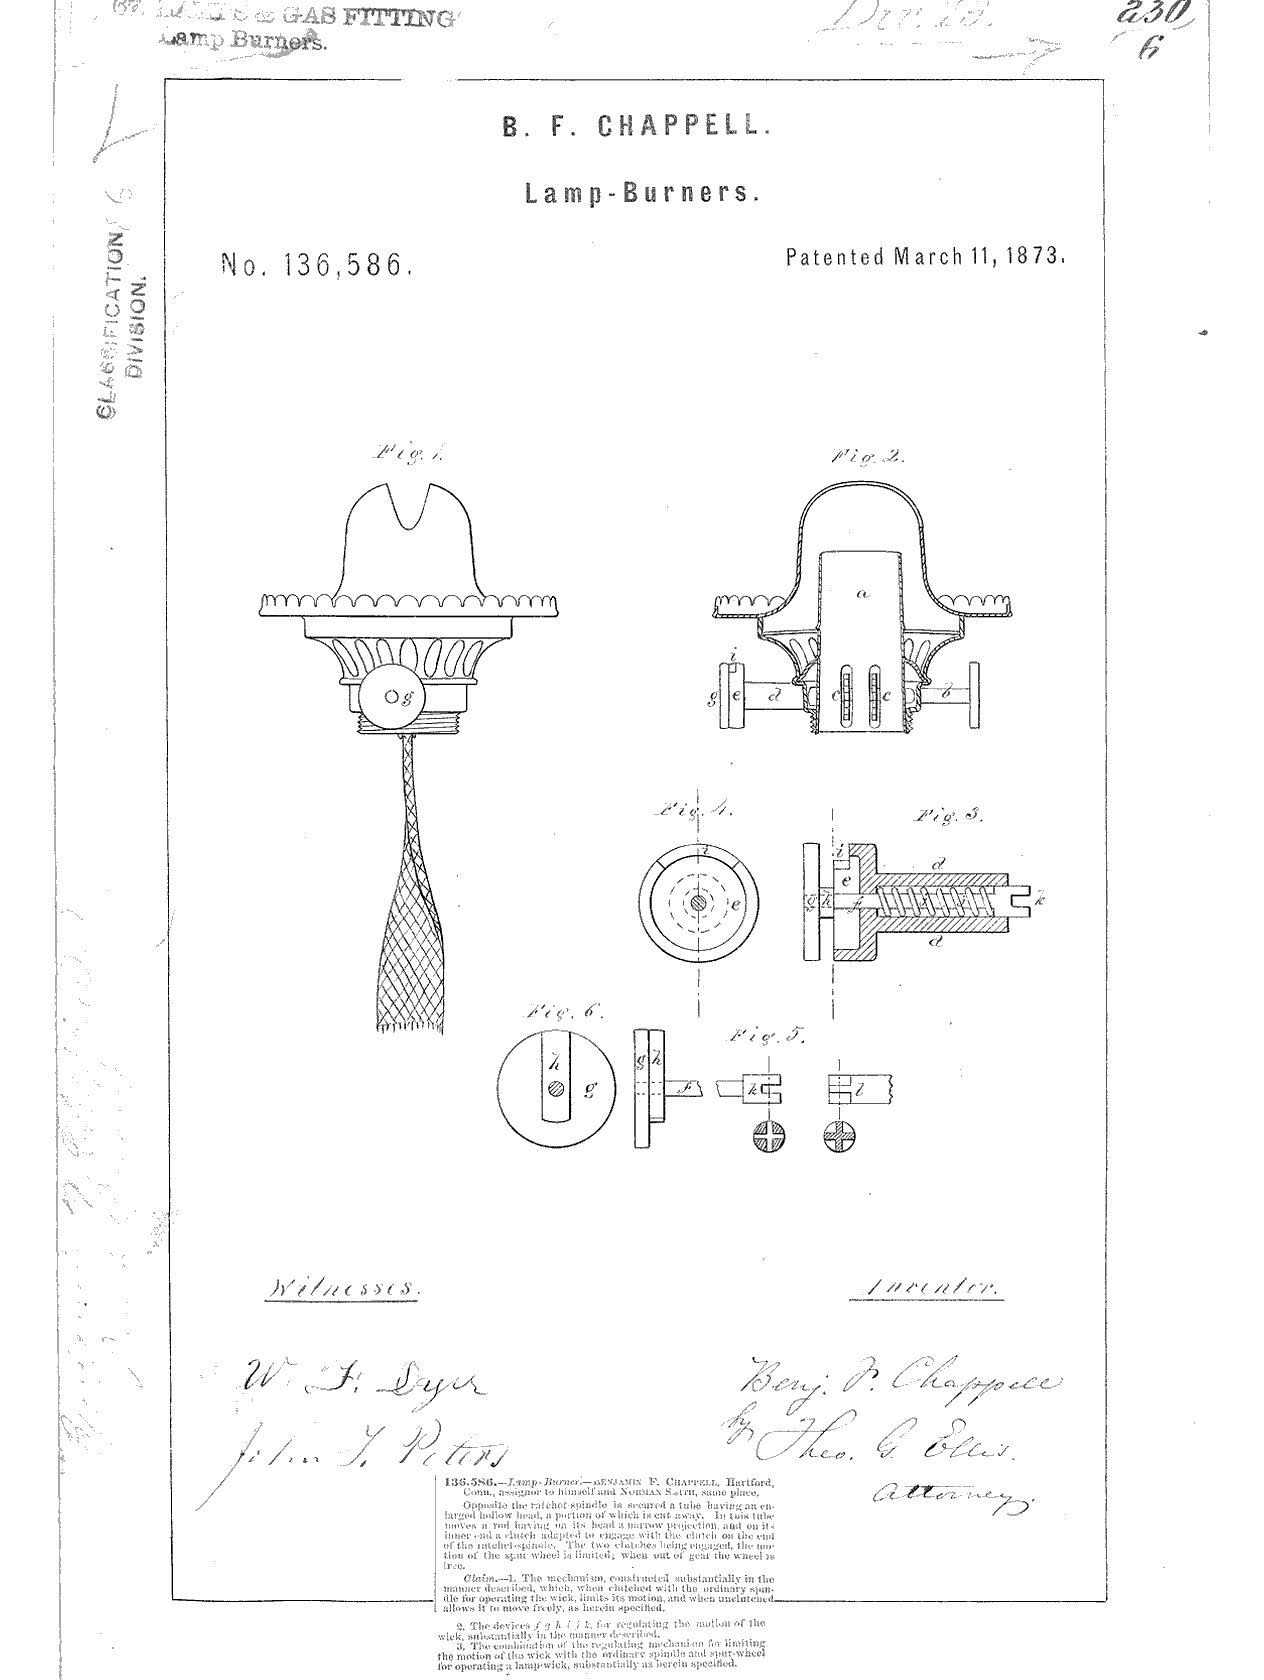 LAMPS & GAS FITTING
Lamp Burners.
Div. 23.
230
6
CLASSIFICATION
DIVISION.
6
B. F. CHAPPELL.
Lamp-Burners.
No. 136,586.
Patented March 11, 1873.
Fig. 1.
Fig. 2.
a
i
g e d c c b
g
Fig. 4.
Fig. 3.
i
i
d
e
e
g h f j k
d
Fig. 6.
Fig. 5.
h
g
g h
f
k
l
Witnesses.
Inventor.
W. F. Dyer
John T. Peters
Benj. F. Chappell
by Theo. G. Ellis.
Attorney.
136,586.—Lamp-Burner.—BENJAMIN F. CHAPPELL, Hartford,
Conn., assignor to himself and NORMAN SMITH, same place.
Opposite the ratchet-spindle is secured a tube having an en-
larged hollow head, a portion of which is cut away. In this tube
moves a rod having on its head a narrow projection, and on its
inner end a clutch adapted to engage with the clutch on the end
of the ratchet-spindle. The two clutches being engaged, the mo-
tion of the spur wheel is limited; when out of gear the wheel is
free.
Claim.—1. The mechanism, constructed substantially in the
manner described, which, when clutched with the ordinary spin-
dle for operating the wick, limits its motion, and when unclutched
allows it to move freely, as herein specified.
2. The devices f g h i j k, for regulating the motion of the
wick, substantially in the manner described.
3. The combination of the regulating mechanism for limiting
the motion of the wick with the ordinary spindle and spur-wheel
for operating a lamp-wick, substantially as herein specified.